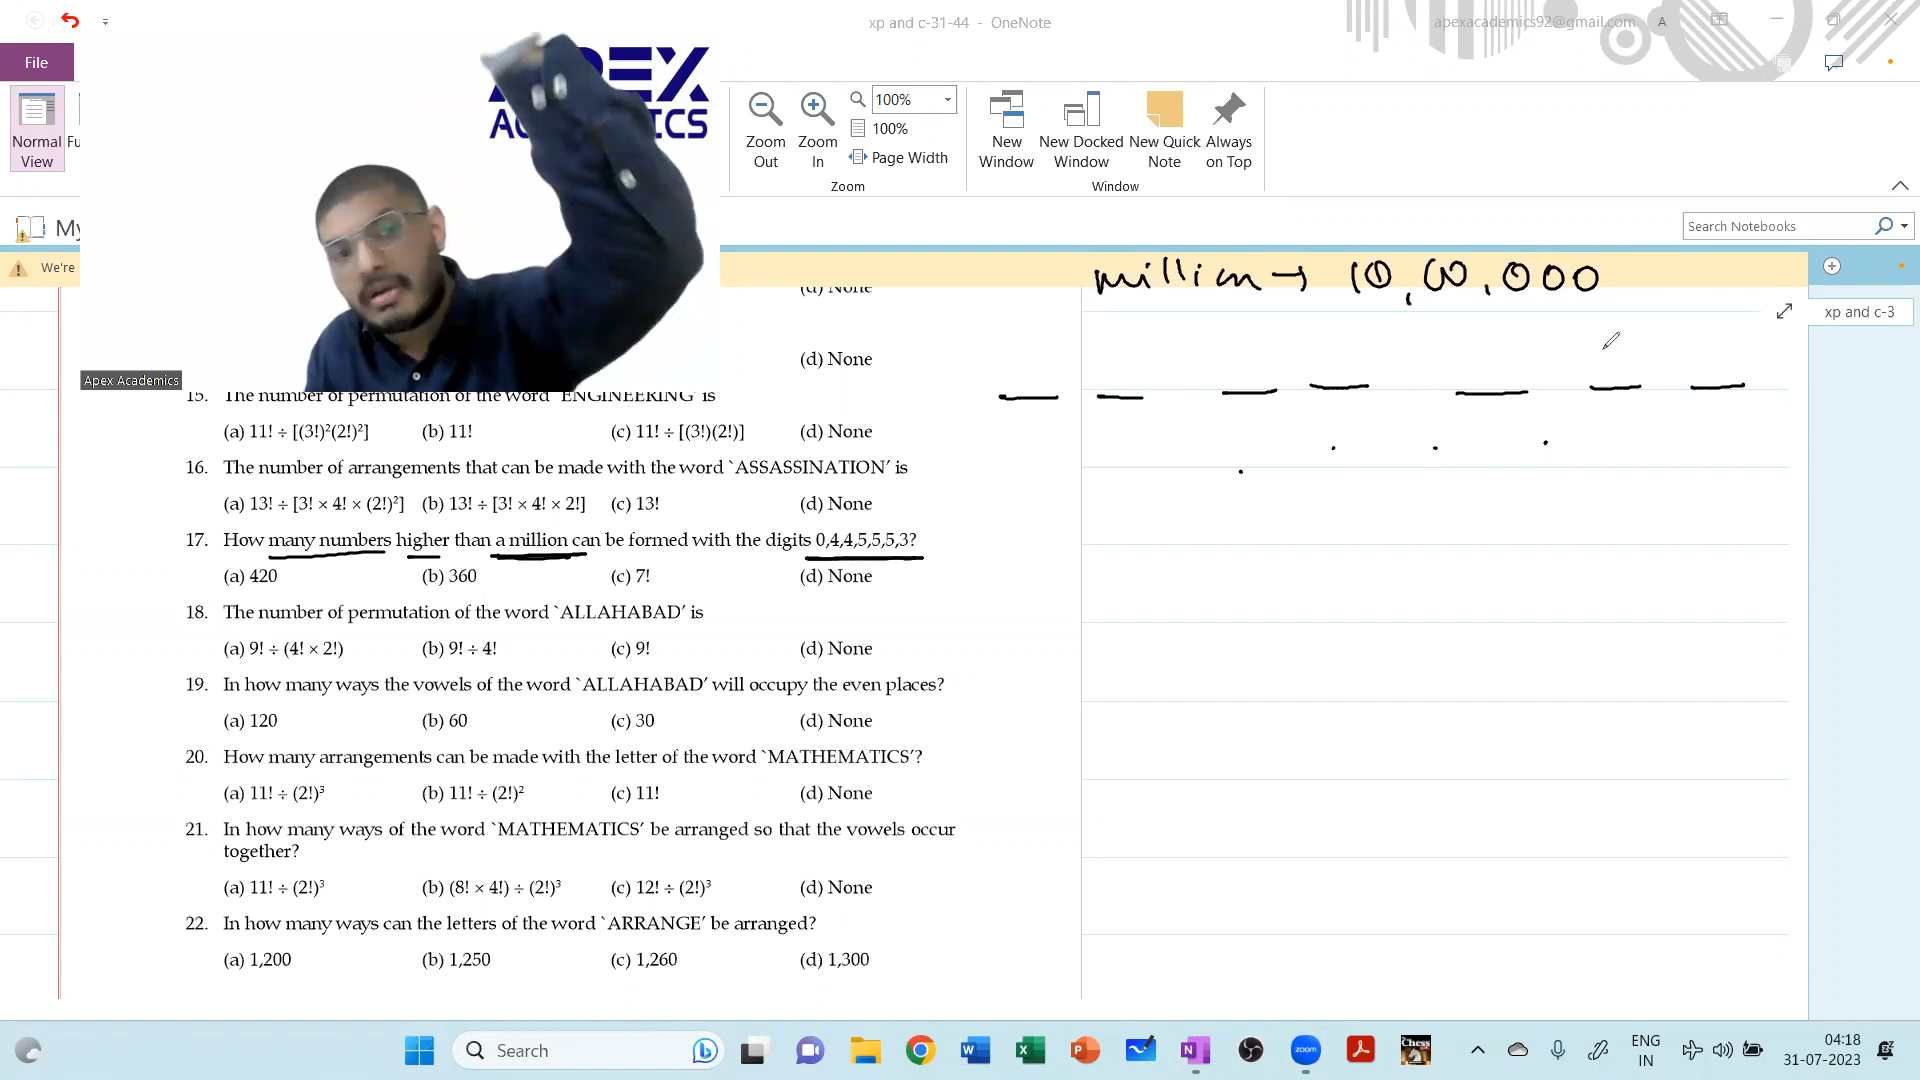 xp and c-31-44 - OneNote
apexacademics92@gmail.com A
File
APEX
ACADEMICS
Normal View
Zoom Out
Zoom In
100%
100%
Page Width
Zoom
New Window
New Docked Window
New Quick Note
Always on Top
Window
My
Search Notebooks
We're
million → 10,00,000
xp and c-3
(d) None
(d) None
Apex Academics
15. The number of permutation of the word `ENGINEERING' is
(a) 11! ÷ [(3!)²(2!)²] (b) 11! (c) 11! ÷ [(3!)(2!)] (d) None
16. The number of arrangements that can be made with the word `ASSASSINATION' is
(a) 13! ÷ [3! × 4! × (2!)²] (b) 13! ÷ [3! × 4! × 2!] (c) 13! (d) None
17. How many numbers higher than a million can be formed with the digits 0,4,4,5,5,5,3?
(a) 420 (b) 360 (c) 7! (d) None
18. The number of permutation of the word `ALLAHABAD' is
(a) 9! ÷ (4! × 2!) (b) 9! ÷ 4! (c) 9! (d) None
19. In how many ways the vowels of the word `ALLAHABAD' will occupy the even places?
(a) 120 (b) 60 (c) 30 (d) None
20. How many arrangements can be made with the letter of the word `MATHEMATICS'?
(a) 11! ÷ (2!)³ (b) 11! ÷ (2!)² (c) 11! (d) None
21. In how many ways of the word `MATHEMATICS' be arranged so that the vowels occur
together?
(a) 11! ÷ (2!)³ (b) (8! × 4!) ÷ (2!)³ (c) 12! ÷ (2!)³ (d) None
22. In how many ways can the letters of the word `ARRANGE' be arranged?
(a) 1,200 (b) 1,250 (c) 1,260 (d) 1,300
Search
zoom
Chess
ENG
IN
04:18
31-07-2023